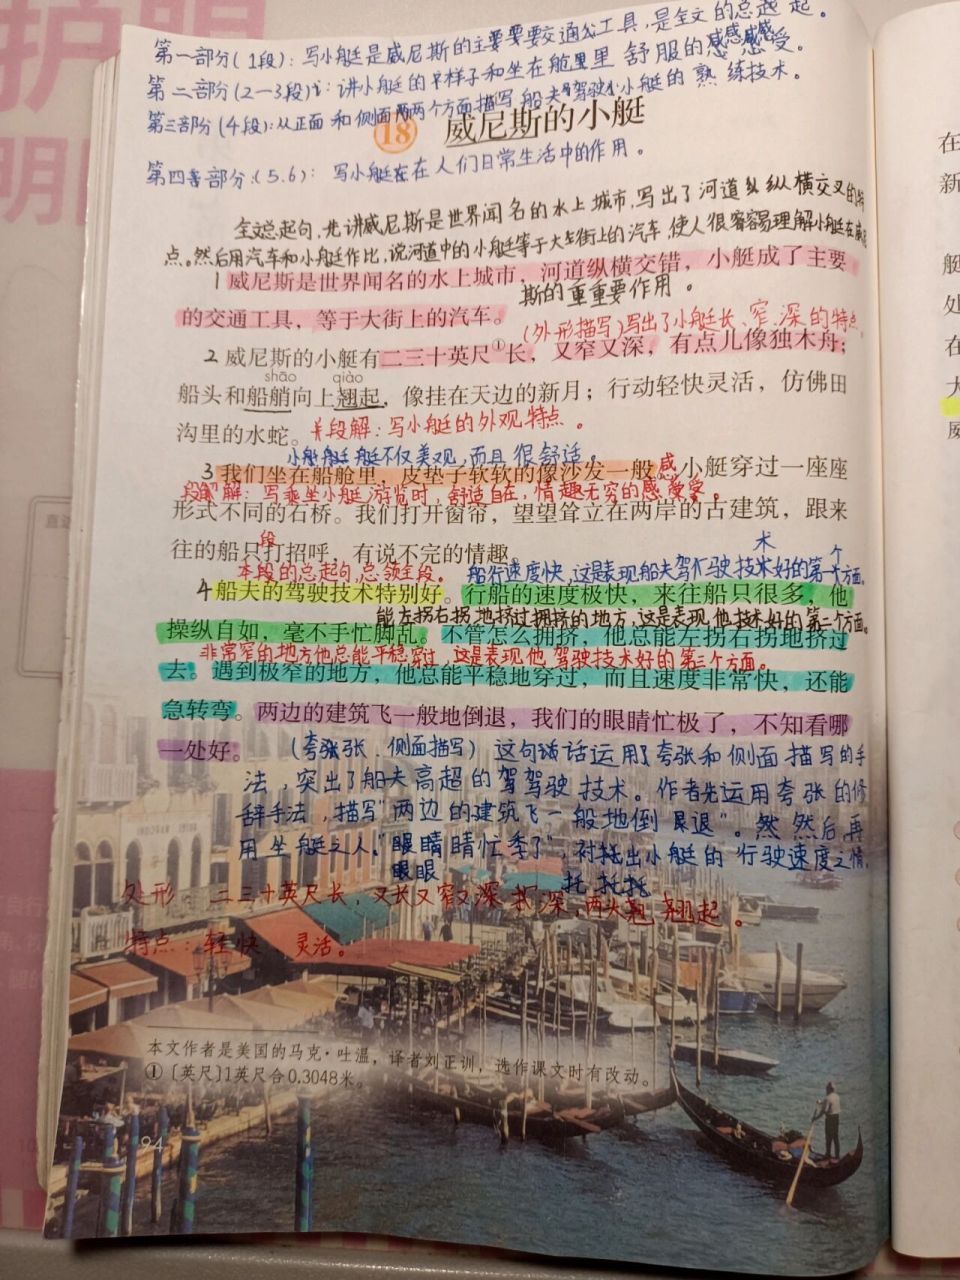 第一部分(1段):写小艇是威尼斯的主要要要交通工具,是全文的总起。
第二部分(2—3段):讲小艇的样子和坐在舱里里舒服的感受。
第三部分(4段):从正面和侧面两个方面描写船夫驾驶小艇的熟练技术。
18 威尼斯的小艇
第四部分(5.6):写小艇在在人们日常生活中的作用。
全文总起句,先讲威尼斯是世界闻名的水上城市,写出了河道纵横交叉的特
点。然后用汽车和小艇作比,说河道中的小艇等于大街上的汽车,使人很容易理解小艇在威尼
1 威尼斯是世界闻名的水上城市,河道纵横交错,小艇成了主要
斯的重重要作用。
的交通工具,等于大街上的汽车。
(外形描写)写出了小艇长、窄、深的特点
2 威尼斯的小艇有二三十英尺①长,又窄又深,有点儿像独木舟;
shāo qiào
船头和船艄向上翘起,像挂在天边的新月;行动轻快灵活,仿佛田
沟里的水蛇。
段解:写小艇的外观特点。
小艇艇艇不仅美观,而且很舒适。
3 我们坐在船舱里,皮垫子软软的像沙发一般。小艇穿过一座座
感
段解解:写乘坐小艇游览时,舒适自在,情趣无穷的感受受。
形式不同的石桥。我们打开窗帘,望望耸立在两岸的古建筑,跟来
往的船只打招呼,有说不完的情趣。
段
术 个
本段的总起句,总领全段。 船行速度快,这是表现船夫驾驶技术好的第一方面。
4 船夫的驾驶技术特别好。行船的速度极快,来往船只很多,他
能左拐右拐地挤过拥挤的地方,这是表现他技术好的第二个方面。
操纵自如,毫不手忙脚乱。不管怎么拥挤,他总能左拐右拐地挤过
非常窄的地方他总能平稳穿过,这是表现他驾驶技术好的第三个方面。
去。遇到极窄的地方,他总能平稳地穿过,而且速度非常快,还能
急转弯。两边的建筑飞一般地倒退,我们的眼睛忙极了,不知看哪
一处好。
(夸张张.侧面描写)这句话话运用了夸张和侧面描写的手
法,突出了船夫高超的驾驾驶技术。作者先运用夸张的修
辞手法,描写“两边的建筑飞一般地倒退”。然然后,再
用坐艇之人“眼睛睛忙季了”,衬托出小艇的行驶速度之情
眼眼 托托托
处形: 二三十英尺长,又长又窄又深,深,两头翘翘起。
特点:轻快、灵活。
本文作者是美国的马克·吐温,译者刘正训,选作课文时有改动。
①〔英尺〕1英尺合0.3048米。
94